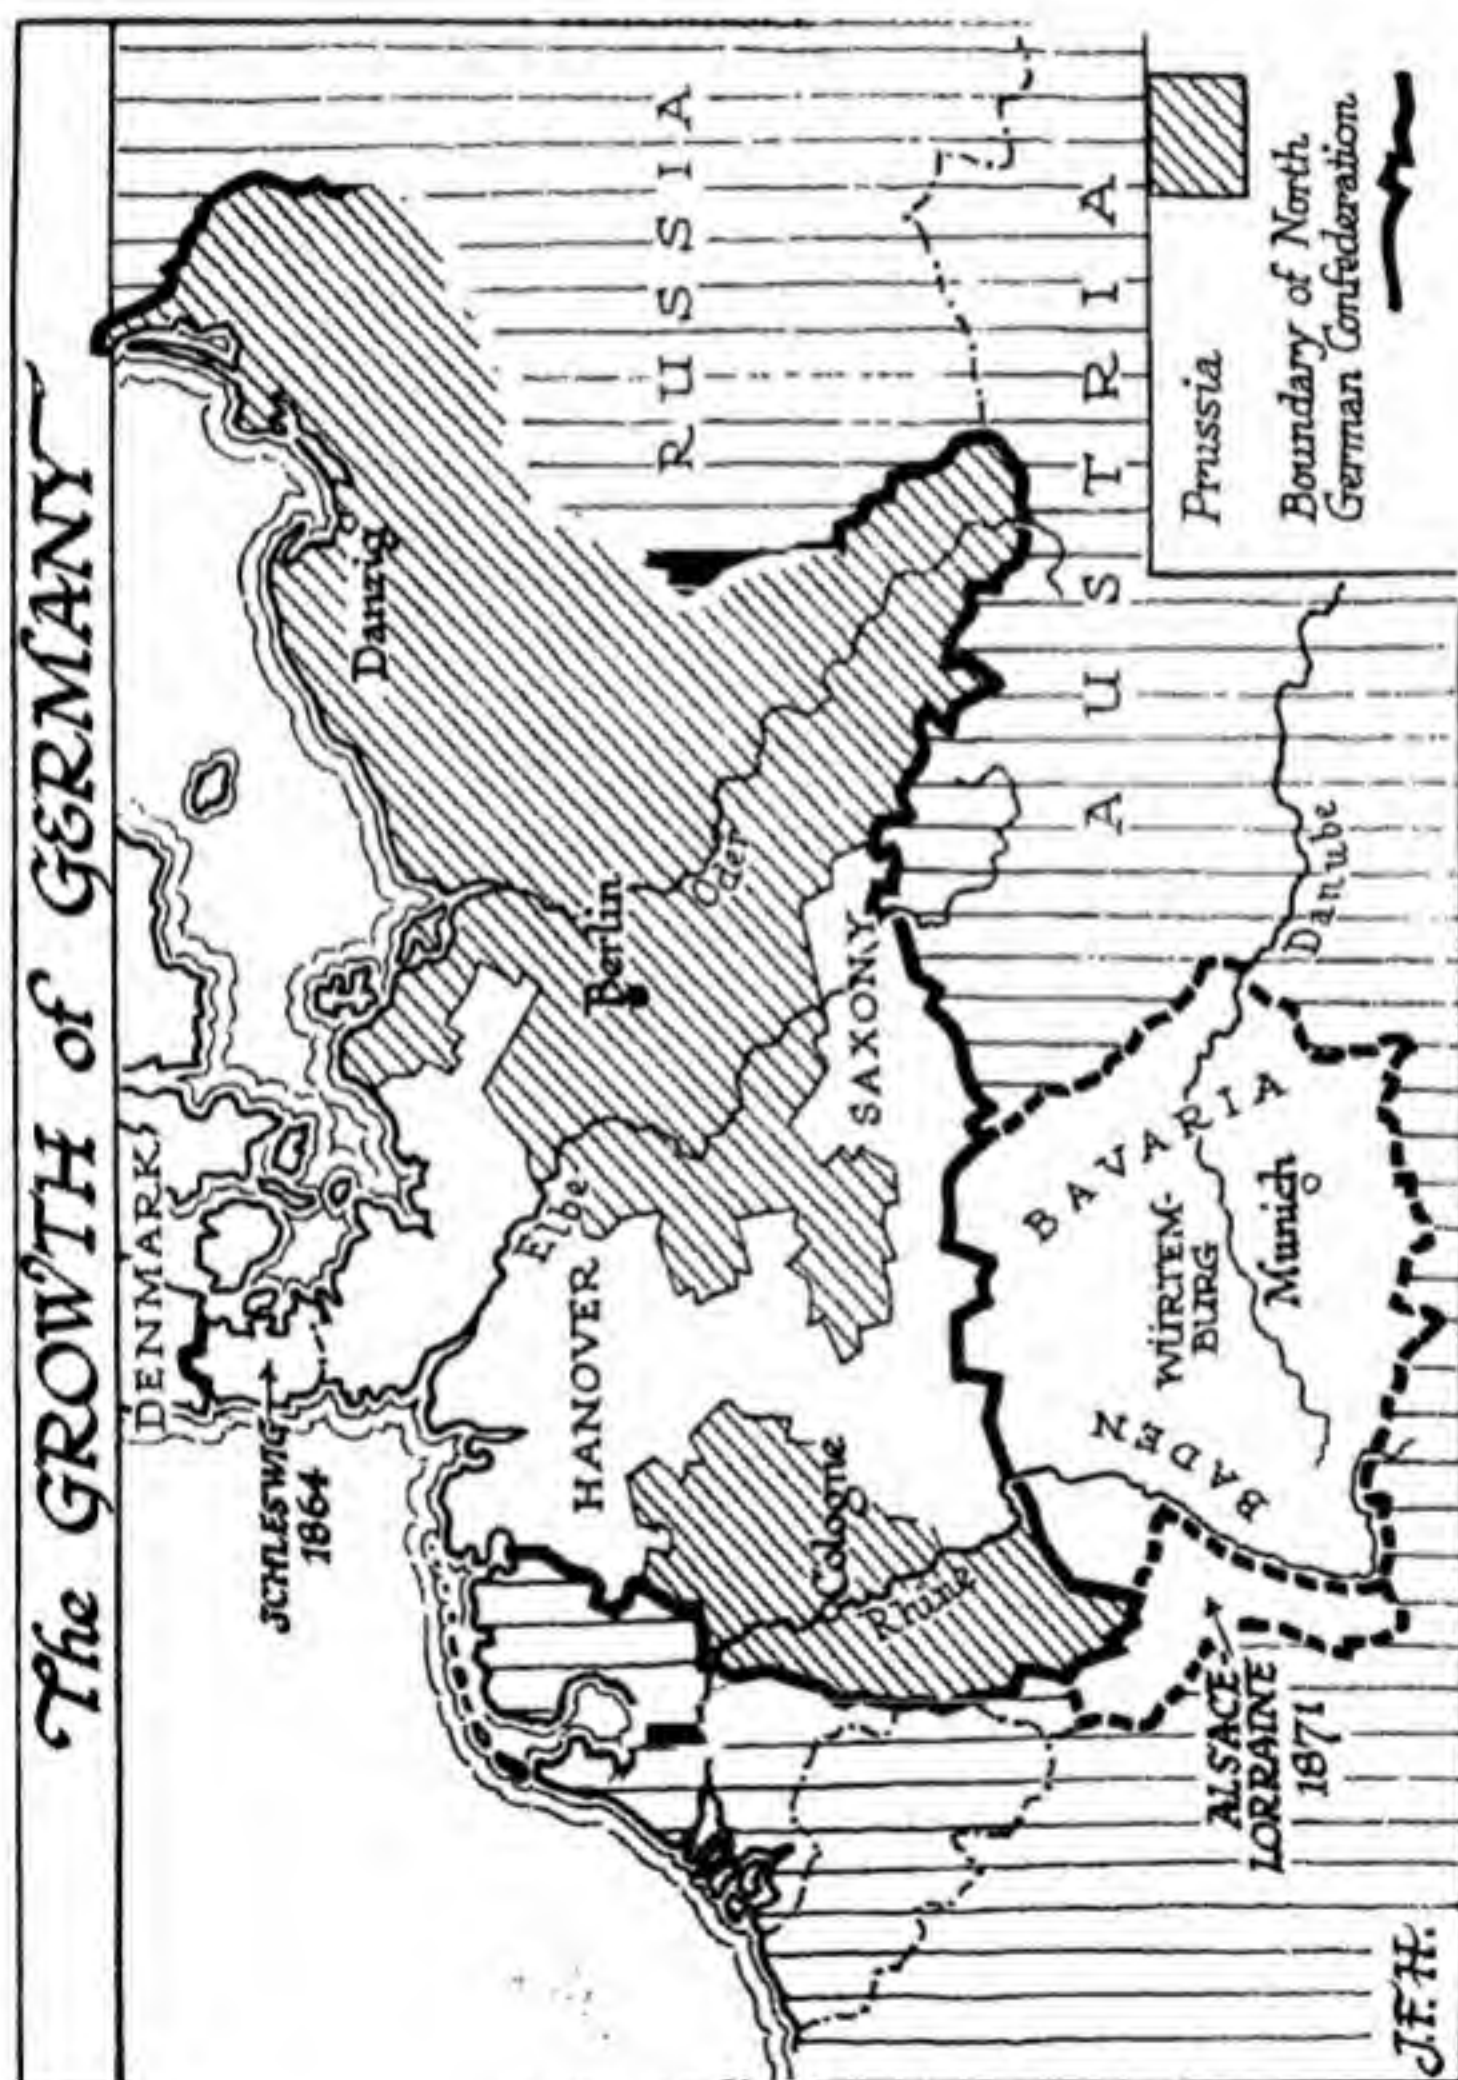 The GROWTH of GERMANY
DENMARK
SCHLESWIG
1864
Danzig
RUSSIA
Berlin
Elbe
Oder
HANOVER
Cologne
Rhine
SAXONY
AUSTRIA
BAVARIA
WÜRTEM-
BURG
BADEN
Munich
Danube
ALSACE-
LORRAINE
1871
Prussia
Boundary of North
German Confederation
J.F.H.